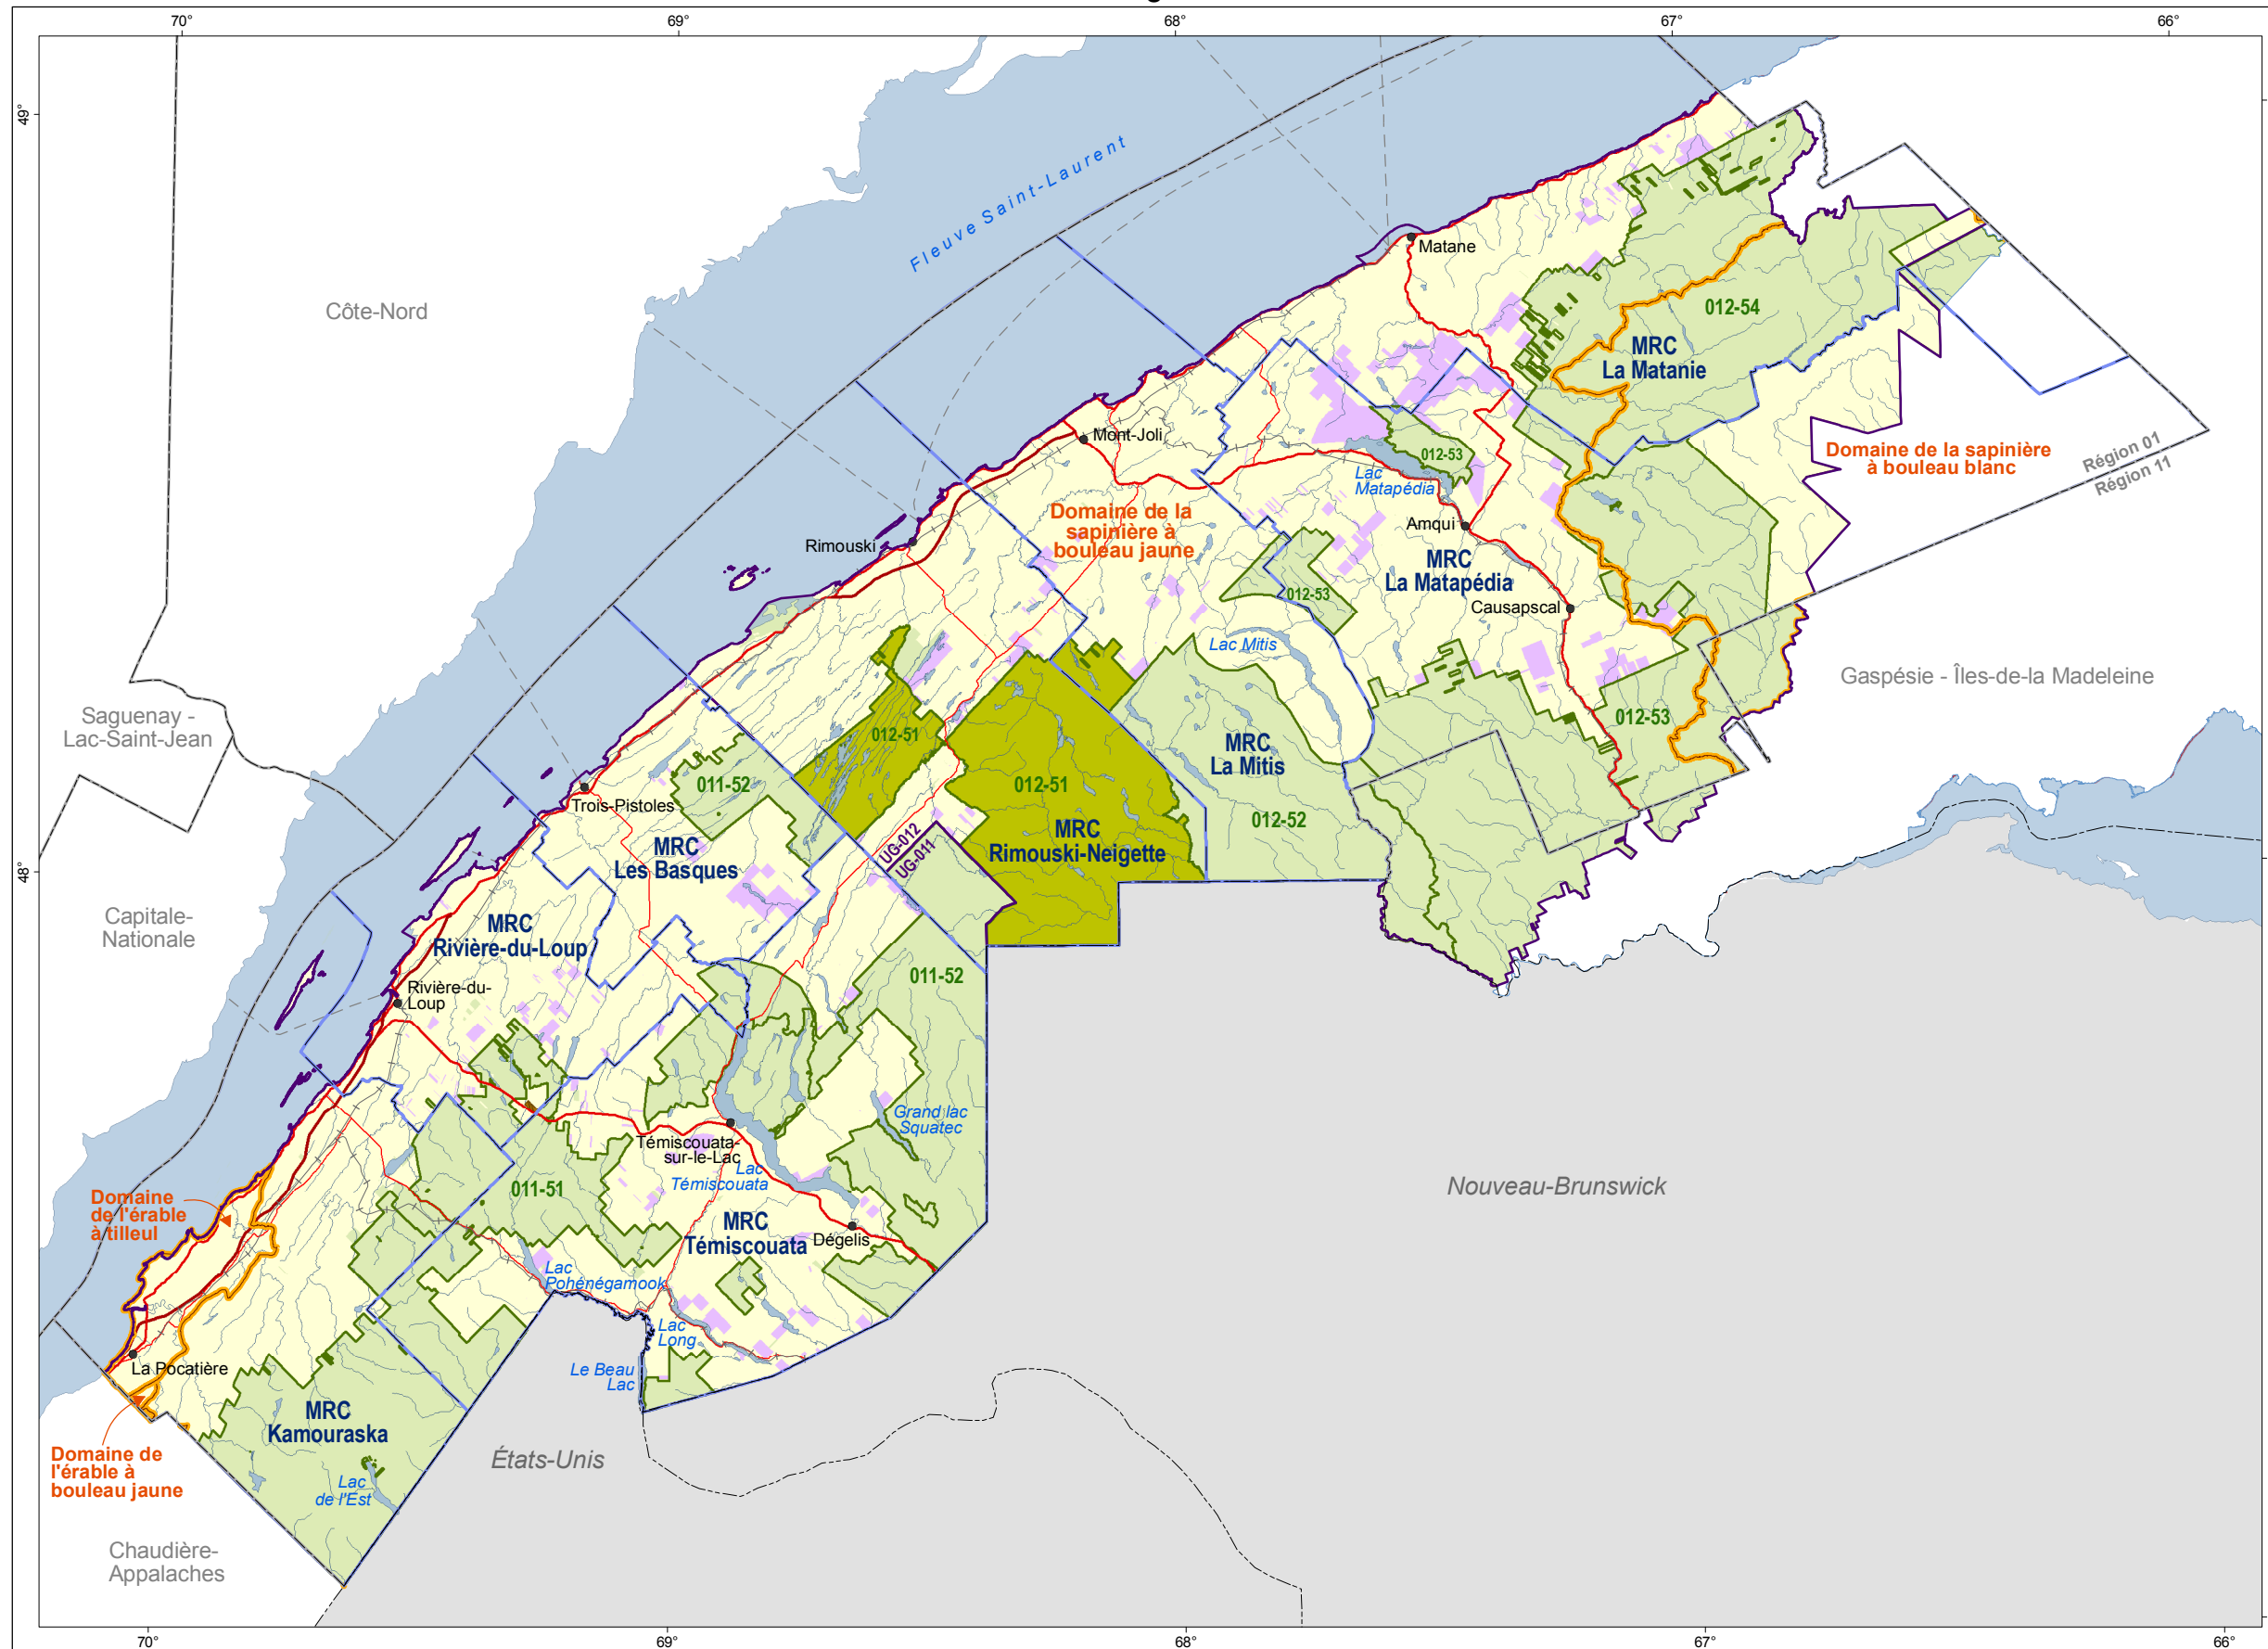 70°
69°
68°
67°
66°
49°
Fleuve Saint-Laurent
Côte-Nord
Matane
012-54
MRC
La Matanie
Mont-Joli
012-53
Lac
Matapédia
Domaine de la sapinière
à bouleau blanc
Région 01
Région 11
Domaine de la
sapinière à
bouleau jaune
Amqui
Rimouski
MRC
La Matapédia
012-53
Causapscal
Lac Mitis
Gaspésie - Îles-de-la Madeleine
Saguenay -
Lac-Saint-Jean
012-53
012-51
MRC
La Mitis
011-52
012-51
Trois-Pistoles
012-52
UG-012
UG-011
MRC
Rimouski-Neigette
MRC
Les Basques
48°
Capitale-
Nationale
MRC
Rivière-du-Loup
011-52
Rivière-du-
Loup
Grand lac
Squatec
Témiscouata-
sur-le-Lac
Lac
Témiscouata
011-51
Nouveau-Brunswick
Domaine
de l'érable
à tilleul
MRC
Témiscouata
Dégelis
Lac
Pohénégamook
Lac
Long
La Pocatière
Le Beau
Lac
MRC
Kamouraska
Domaine de
l'érable à
bouleau jaune
États-Unis
Lac
de l'Est
Chaudière-
Appalaches
70°
69°
68°
67°
66°